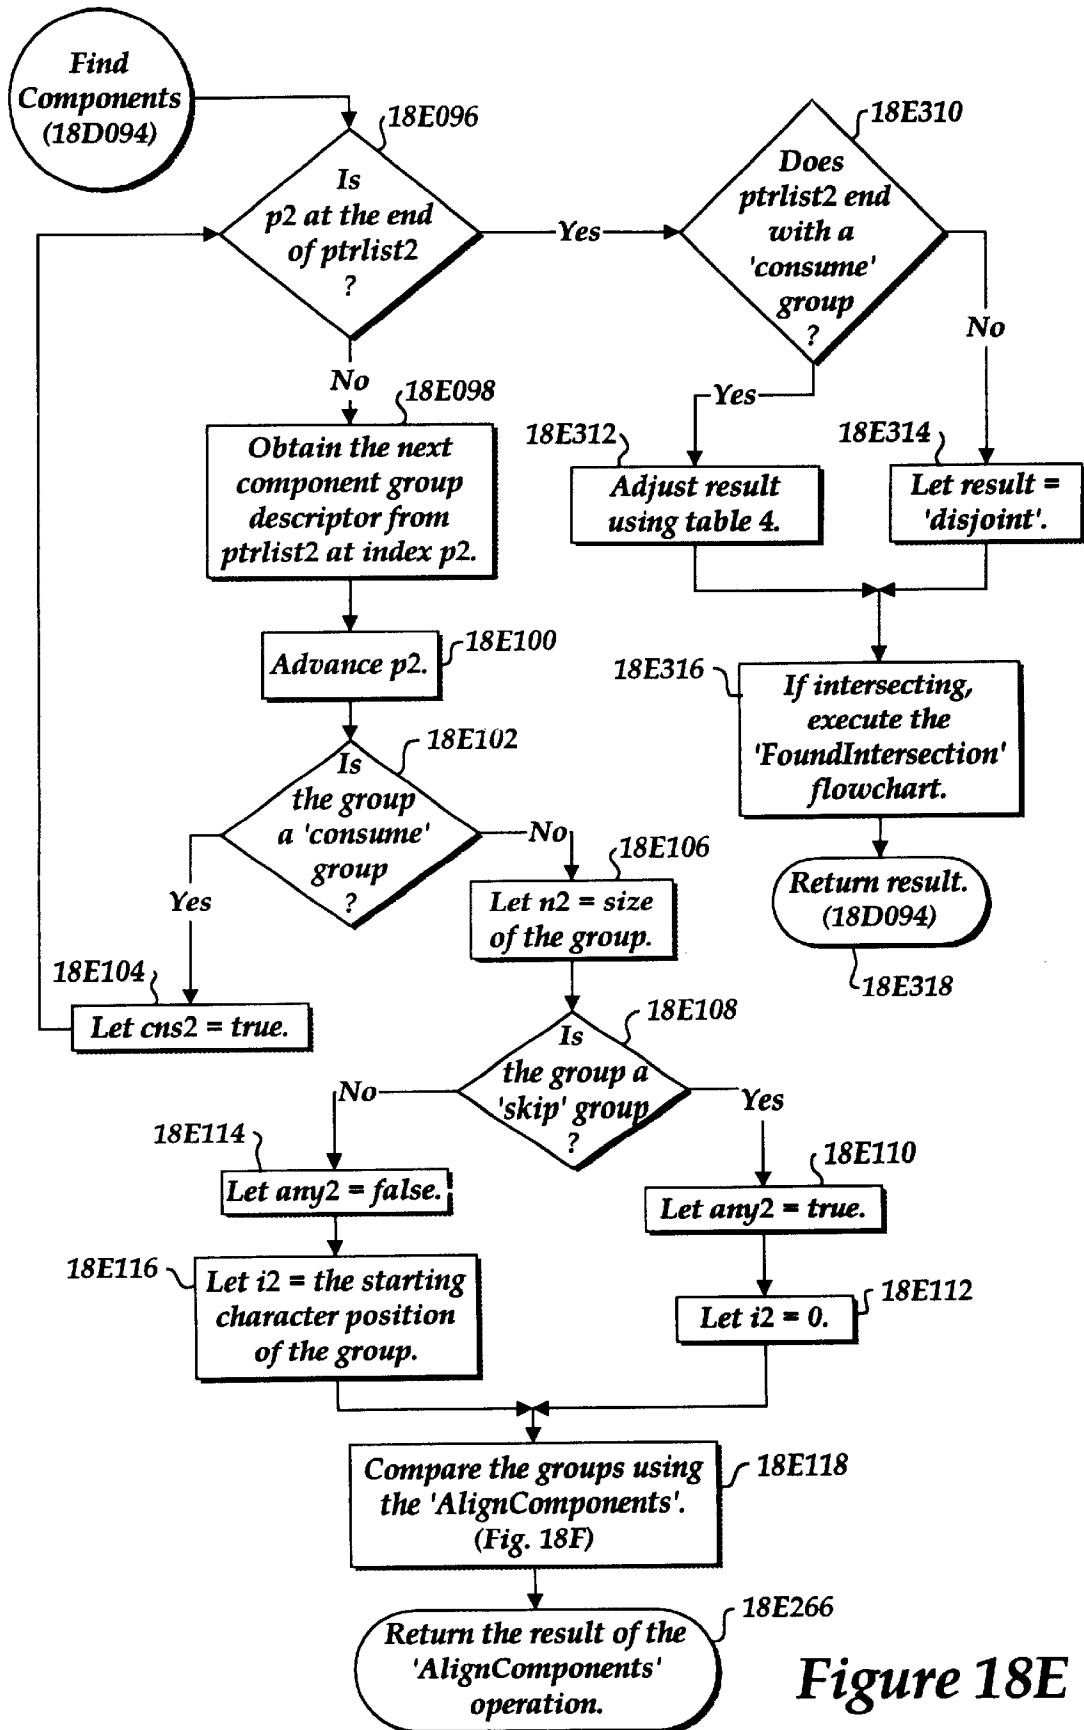 Find
Components
(18D094)
18E096
Is
p2 at the end
of ptrlist2
?
Yes
18E310
Does
ptrlist2 end
with a
'consume'
group
?
No
No
18E098
Yes
Obtain the next
component group
descriptor from
ptrlist2 at index p2.
18E312
Adjust result
using table 4.
18E314
Let result =
'disjoint'.
Advance p2.
18E100
18E316
If intersecting,
execute the
'FoundIntersection'
flowchart.
18E102
Is
the group
a 'consume'
group
?
Yes
No
18E106
Let n2 = size
of the group.
Return result.
(18D094)
18E318
18E104
Let cns2 = true.
18E108
Is
the group a
'skip' group
?
No
Yes
18E114
Let any2 = false.
18E110
Let any2 = true.
18E116
Let i2 = the starting
character position
of the group.
18E112
Let i2 = 0.
Compare the groups using
the 'AlignComponents'.
(Fig. 18F)
18E118
Return the result of the
'AlignComponents'
operation.
18E266
Figure 18E